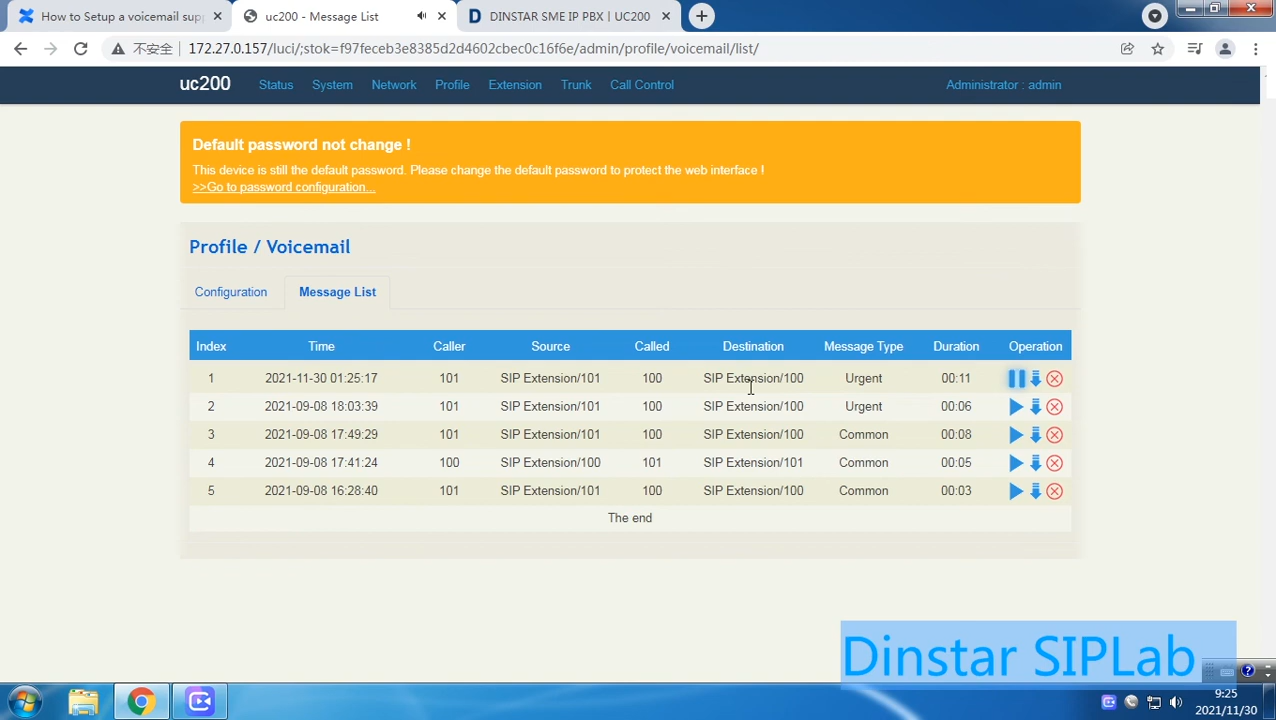 How to Setup a voicemail supp
uc200 - Message List
DINSTAR SME IP PBX | UC200
不安全 172.27.0.157/luci/;stok=f97feceb3e8385d2d4602cbec0c16f6e/admin/profile/voicemail/list/
uc200 Status System Network Profile Extension Trunk Call Control Administrator : admin
Default password not change !
This device is still the default password. Please change the default password to protect the web interface !
>>Go to password configuration...
Profile / Voicemail
Configuration Message List
Index Time Caller Source Called Destination Message Type Duration Operation
1 2021-11-30 01:25:17 101 SIP Extension/101 100 SIP Extension/100 Urgent 00:11
2 2021-09-08 18:03:39 101 SIP Extension/101 100 SIP Extension/100 Urgent 00:06
3 2021-09-08 17:49:29 101 SIP Extension/101 100 SIP Extension/100 Common 00:08
4 2021-09-08 17:41:24 100 SIP Extension/100 101 SIP Extension/101 Common 00:05
5 2021-09-08 16:28:40 101 SIP Extension/101 100 SIP Extension/100 Common 00:03
The end
Dinstar SIPLab
9:25
2021/11/30